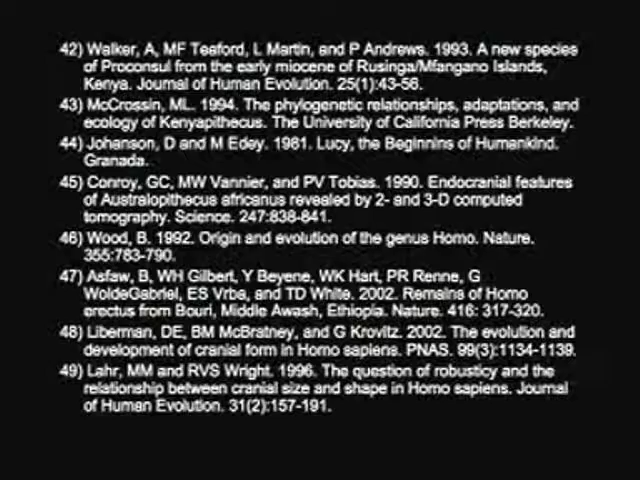 42) Walker, A, MF Teaford, L Martin, and P Andrews. 1993. A new species
of Proconsul from the early miocene of Rusinga/Mfangano Islands,
Kenya. Journal of Human Evolution. 25(1):43-56.
43) McCrossin, ML. 1994. The phylogenetic relationships, adaptations, and
ecology of Kenyapithecus. The University of California Press Berkeley.
44) Johanson, D and M Edey. 1981. Lucy, the Beginnins of Humankind.
Granada.
45) Conroy, GC, MW Vannier, and PV Tobias. 1990. Endocranial features
of Australopithecus africanus revealed by 2- and 3-D computed
tomography. Science. 247:838-841.
46) Wood, B. 1992. Origin and evolution of the genus Homo. Nature.
355:783-790.
47) Asfaw, B, WH Gilbert, Y Beyene, WK Hart, PR Renne, G
WoldeGabriel, ES Vrba, and TD White. 2002. Remains of Homo
erectus from Bouri, Middle Awash, Ethiopia. Nature. 416: 317-320.
48) Liberman, DE, BM McBratney, and G Krovitz. 2002. The evolution and
development of cranial form in Homo sapiens. PNAS. 99(3):1134-1139.
49) Lahr, MM and RVS Wright. 1996. The question of robusticy and the
relationship between cranial size and shape in Homo sapiens. Journal
of Human Evolution. 31(2):157-191.